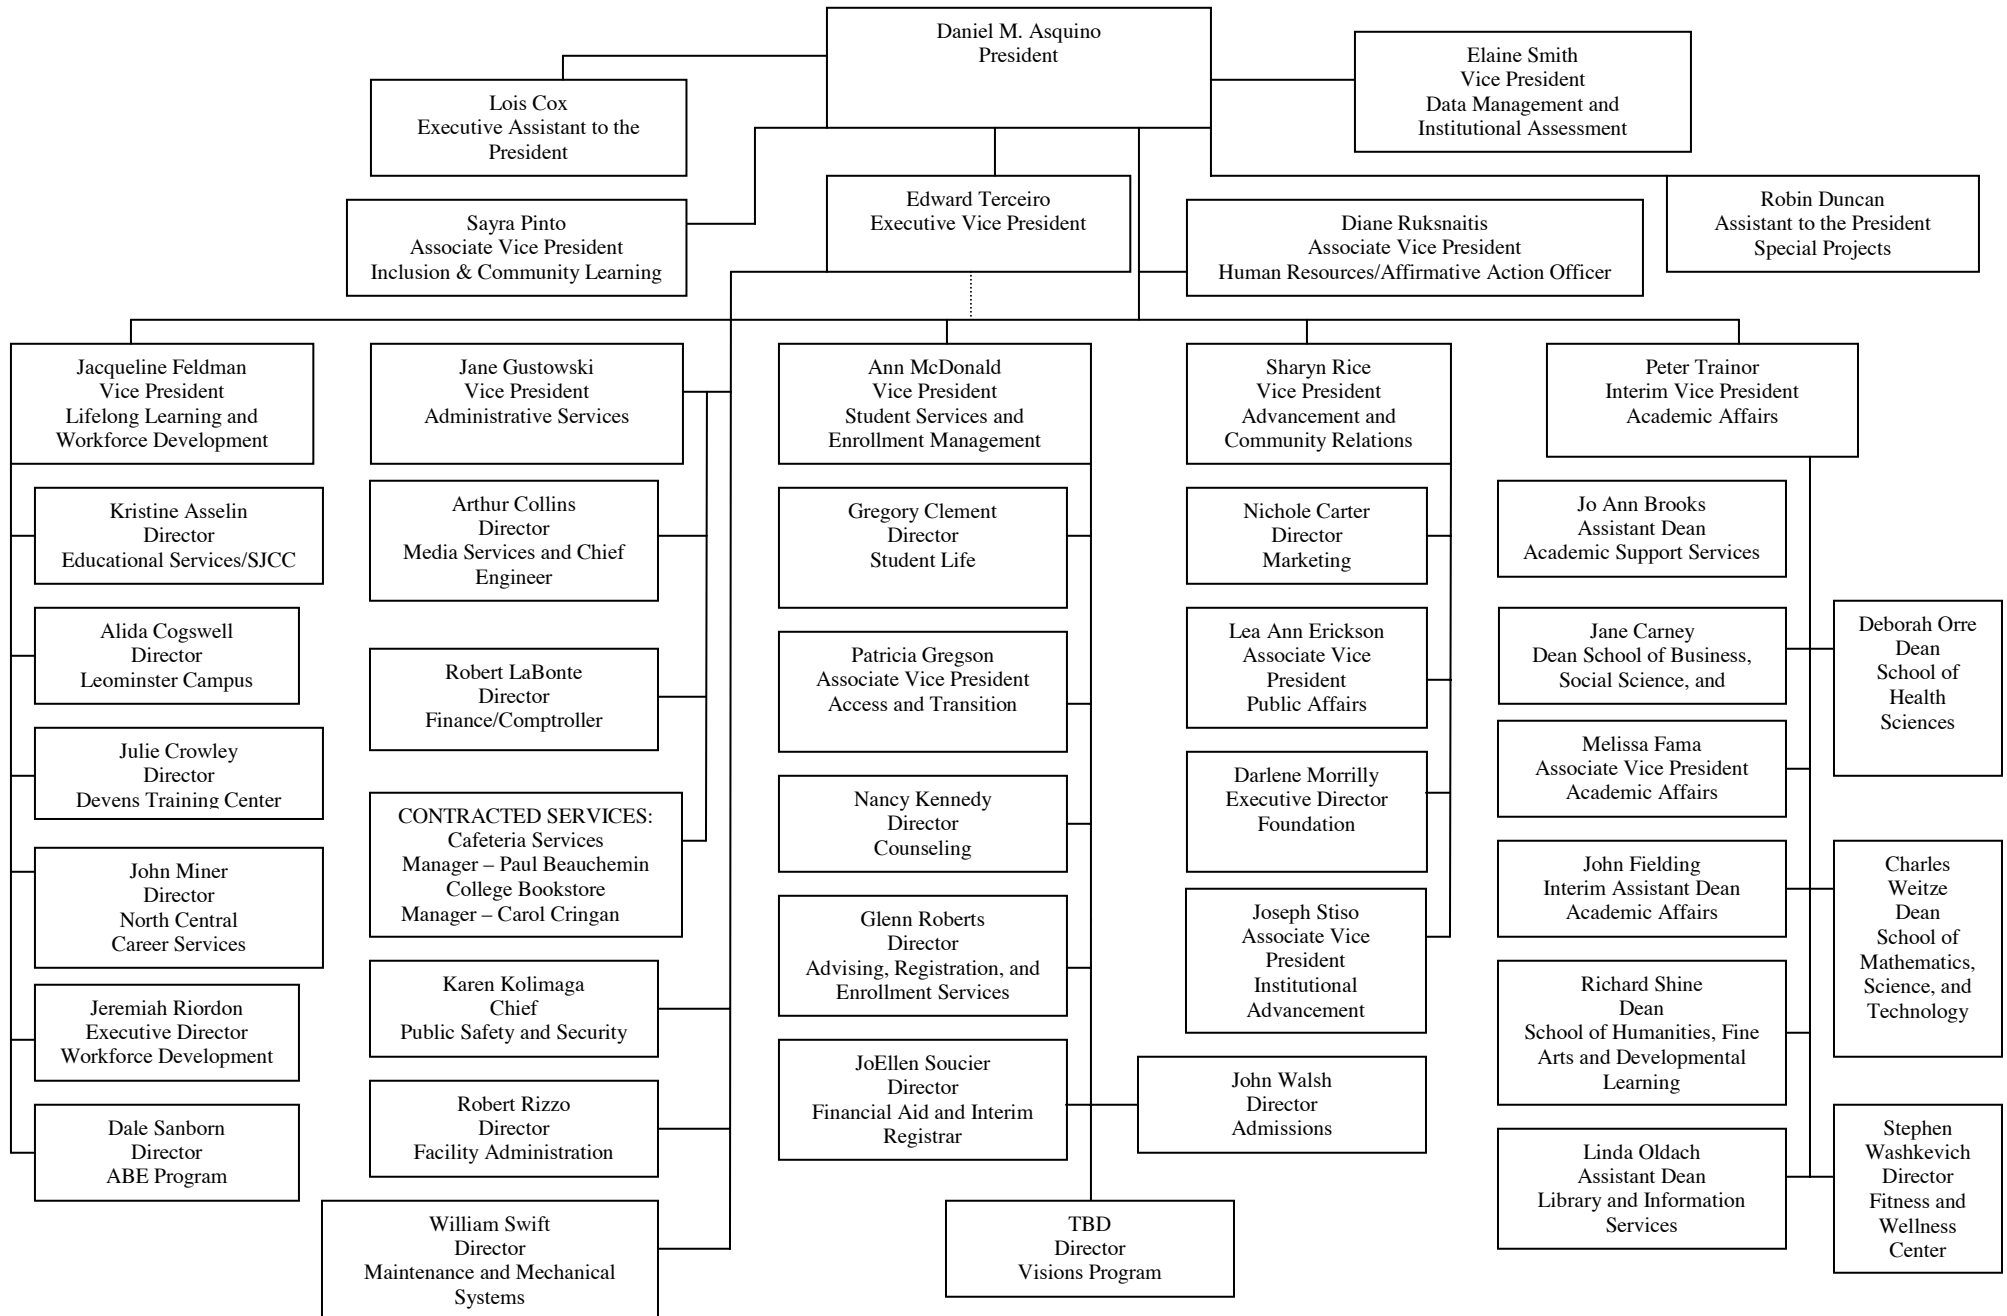 Daniel M. Asquino
President
Elaine Smith
Vice President
Data Management and
Institutional Assessment
Lois Cox
Executive Assistant to the
President
Sayra Pinto
Associate Vice President
Inclusion & Community Learning
Edward Terceiro
Executive Vice President
Diane Ruksnaitis
Associate Vice President
Human Resources/Affirmative Action Officer
Robin Duncan
Assistant to the President
Special Projects
Jacqueline Feldman
Vice President
Lifelong Learning and
Workforce Development
Kristine Asselin
Director
Educational Services/SJCC
Alida Cogswell
Director
Leominster Campus
Julie Crowley
Director
Devens Training Center
John Miner
Director
North Central
Career Services
Jeremiah Riordon
Executive Director
Workforce Development
Dale Sanborn
Director
ABE Program
Jane Gustowski
Vice President
Administrative Services
Arthur Collins
Director
Media Services and Chief
Engineer
Robert LaBonte
Director
Finance/Comptroller
CONTRACTED SERVICES:
Cafeteria Services
Manager – Paul Beauchemin
College Bookstore
Manager – Carol Cringan
Karen Kolimaga
Chief
Public Safety and Security
Robert Rizzo
Director
Facility Administration
William Swift
Director
Maintenance and Mechanical
Systems
Ann McDonald
Vice President
Student Services and
Enrollment Management
Gregory Clement
Director
Student Life
Patricia Gregson
Associate Vice President
Access and Transition
Nancy Kennedy
Director
Counseling
Glenn Roberts
Director
Advising, Registration, and
Enrollment Services
JoEllen Soucier
Director
Financial Aid and Interim
Registrar
John Walsh
Director
Admissions
TBD
Director
Visions Program
Sharyn Rice
Vice President
Advancement and
Community Relations
Nichole Carter
Director
Marketing
Lea Ann Erickson
Associate Vice
President
Public Affairs
Darlene Morrilly
Executive Director
Foundation
Joseph Stiso
Associate Vice
President
Institutional
Advancement
Peter Trainor
Interim Vice President
Academic Affairs
Jo Ann Brooks
Assistant Dean
Academic Support Services
Jane Carney
Dean School of Business,
Social Science, and
Melissa Fama
Associate Vice President
Academic Affairs
John Fielding
Interim Assistant Dean
Academic Affairs
Richard Shine
Dean
School of Humanities, Fine
Arts and Developmental
Learning
Linda Oldach
Assistant Dean
Library and Information
Services
Deborah Orre
Dean
School of
Health
Sciences
Charles
Weitze
Dean
School of
Mathematics,
Science, and
Technology
Stephen
Washkevich
Director
Fitness and
Wellness
Center